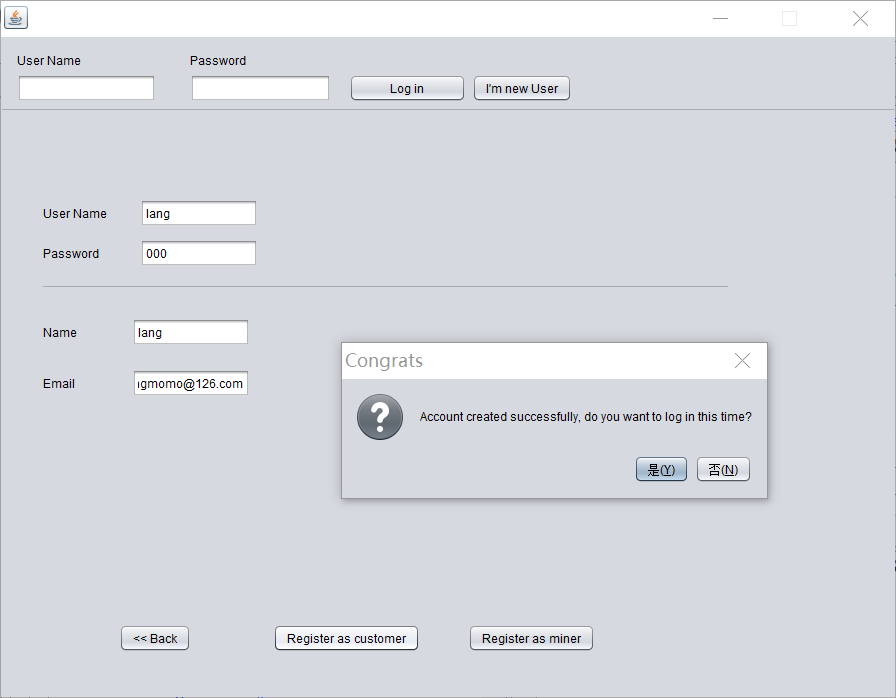 User Name Password
Log in I'm new User
User Name lang
Password 000
Name lang
Congrats
Email gmomo@126.com
Account created successfully, do you want to log in this time?
是(Y) 否(N)
<< Back Register as customer Register as miner